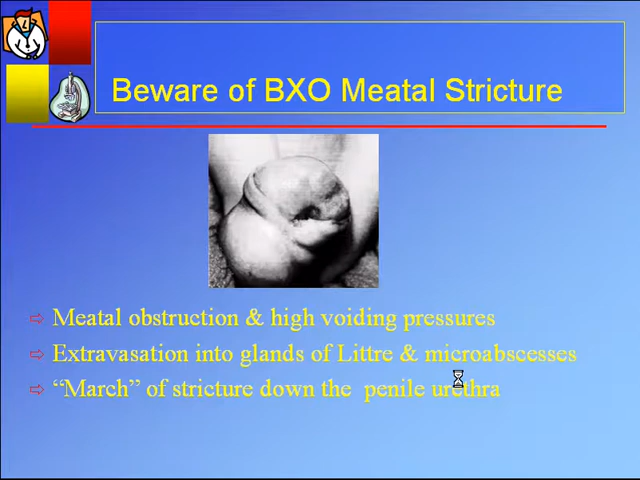 Beware of BXO Meatal Stricture
Meatal obstruction & high voiding pressures
Extravasation into glands of Littre & microabscesses
“March” of stricture down the penile urethra